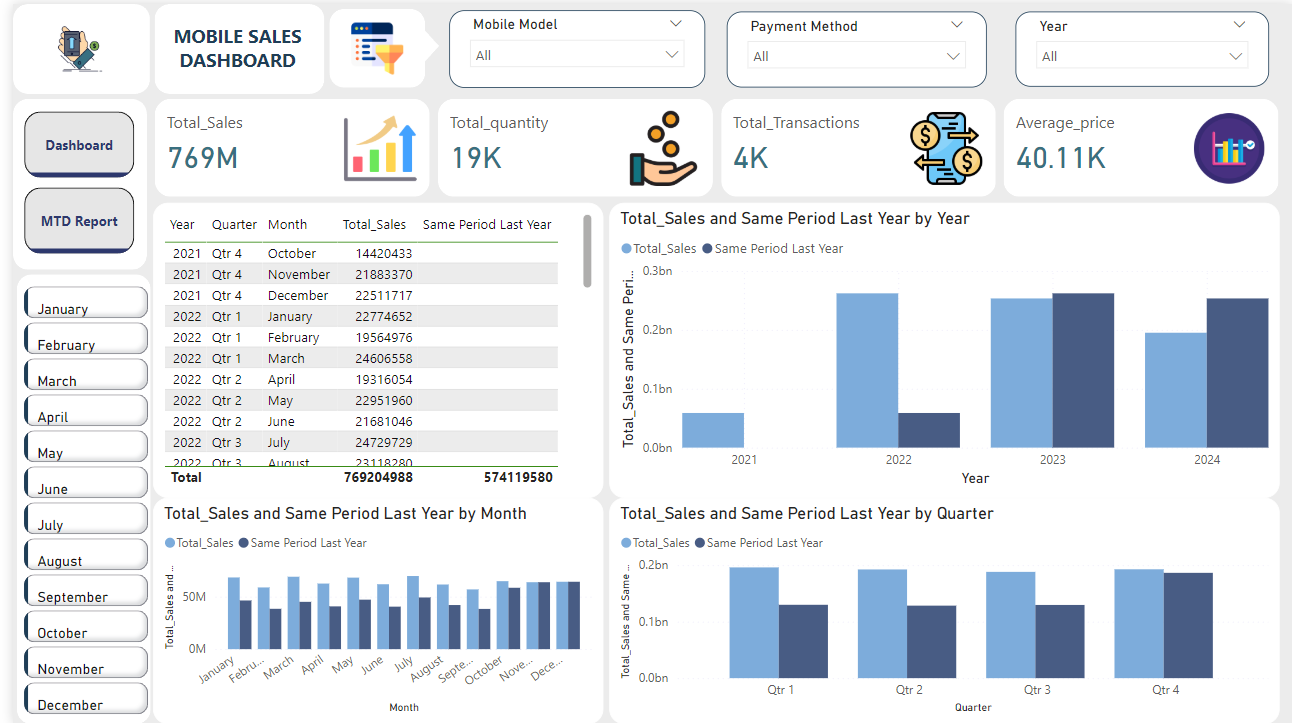 MOBILE SALES
DASHBOARD
Mobile Model
All
Payment Method
All
Year
All
Dashboard
MTD Report
Total_Sales
769M
Total_quantity
19K
Total_Transactions
4K
Average_price
40.11K
January
February
March
April
May
June
July
August
September
October
November
December
Year Quarter Month Total_Sales Same Period Last Year
2021 Qtr 4 October 14420433
2021 Qtr 4 November 21883370
2021 Qtr 4 December 22511717
2022 Qtr 1 January 22774652
2022 Qtr 1 February 19564976
2022 Qtr 1 March 24606558
2022 Qtr 2 April 19316054
2022 Qtr 2 May 22951960
2022 Qtr 2 June 21681046
2022 Qtr 3 July 24729729
2022 Qtr 3 August 23118280
Total 769204988 574119580
Total_Sales and Same Period Last Year by Year
Total_Sales Same Period Last Year
Total_Sales and Same Peri...
0.3bn
0.2bn
0.1bn
0.0bn
2021 2022 2023 2024
Year
Total_Sales and Same Period Last Year by Month
Total_Sales Same Period Last Year
Total_Sales and ...
50M
0M
January Febru... March April May June July August Septe... October Nove... Dece...
Month
Total_Sales and Same Period Last Year by Quarter
Total_Sales Same Period Last Year
Total_Sales and Same ...
0.2bn
0.1bn
0.0bn
Qtr 1 Qtr 2 Qtr 3 Qtr 4
Quarter